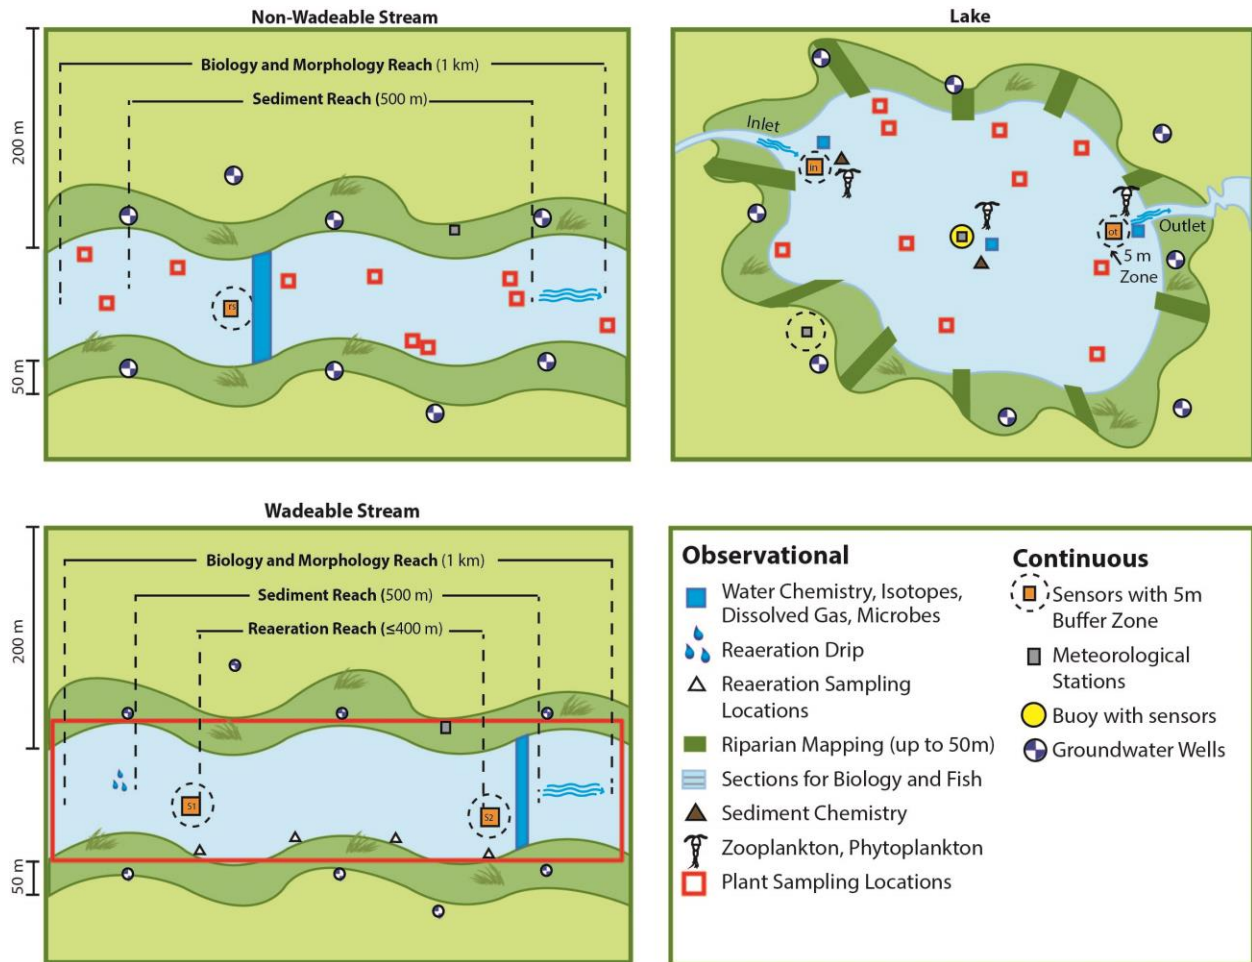 Non-Wadeable Stream
200 m
50 m
Biology and Morphology Reach (1 km)
Sediment Reach (500 m)
rs
Lake
Inlet
in
ot
Outlet
5 m
Zone
Wadeable Stream
200 m
50 m
Biology and Morphology Reach (1 km)
Sediment Reach (500 m)
Reaeration Reach (≤400 m)
S1
S2
Observational
Water Chemistry, Isotopes,
Dissolved Gas, Microbes
Reaeration Drip
Reaeration Sampling
Locations
Riparian Mapping (up to 50m)
Sections for Biology and Fish
Sediment Chemistry
Zooplankton, Phytoplankton
Plant Sampling Locations
Continuous
Sensors with 5m
Buffer Zone
Meteorological
Stations
Buoy with sensors
Groundwater Wells